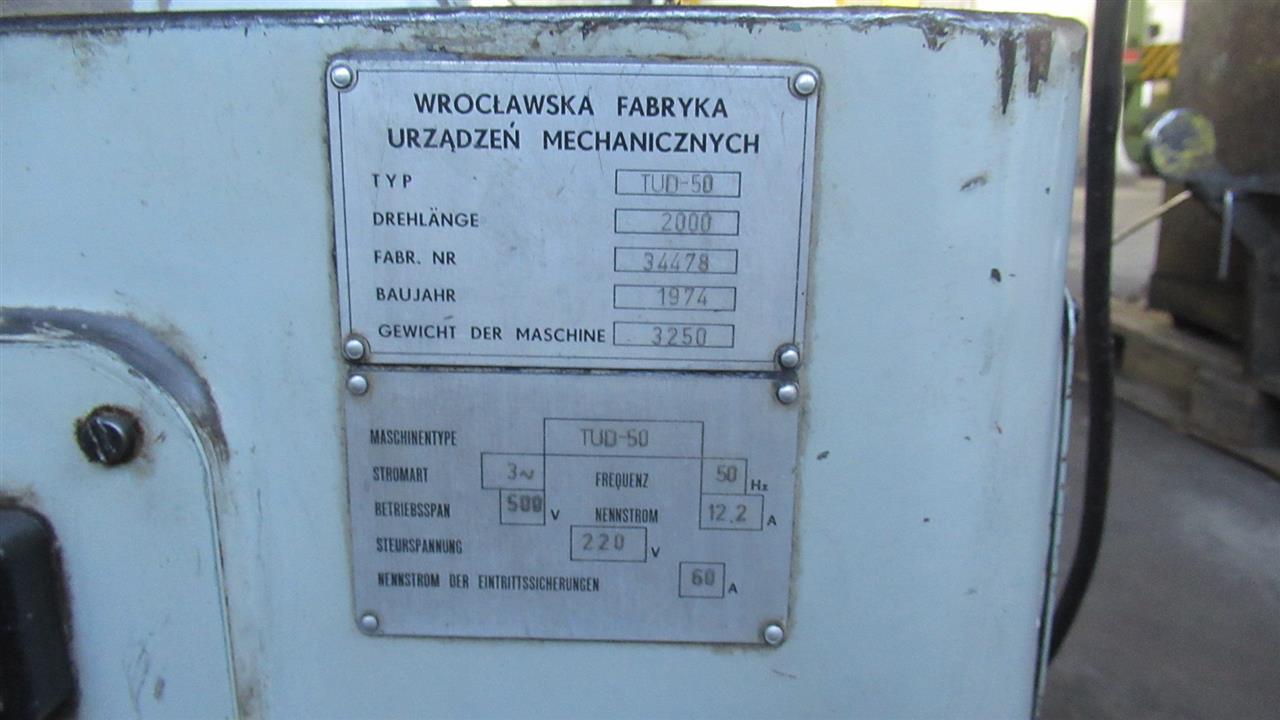 WROCŁAWSKA FABRYKA
URZĄDZEŃ MECHANICZNYCH
TYP TUD-50
DREHLÄNGE 2000
FABR. NR 34478
BAUJAHR 1974
GEWICHT DER MASCHINE 3250
MASCHINENTYPE TUD-50
STROMART 3~ FREQUENZ 50 Hz
BETRIEBSSPAN 500 V NENNSTROM 12.2 A
STEURSPANNUNG 220 V
NENNSTROM DER EINTRITTSSICHERUNGEN 60 A